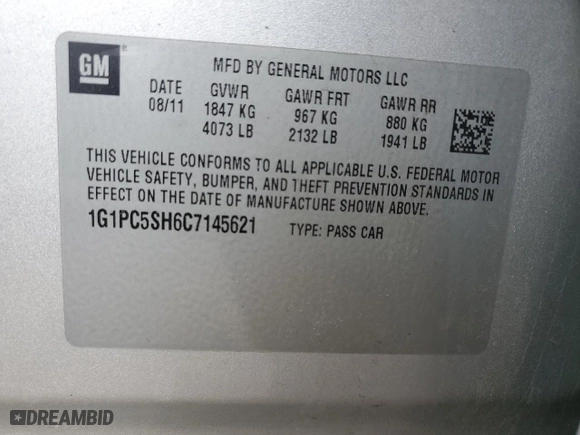 GM
MFD BY GENERAL MOTORS LLC
DATE GVWR GAWR FRT GAWR RR
08/11 1847 KG 967 KG 880 KG
4073 LB 2132 LB 1941 LB
THIS VEHICLE CONFORMS TO ALL APPLICABLE U.S. FEDERAL MOTOR
VEHICLE SAFETY, BUMPER, AND THEFT PREVENTION STANDARDS IN
EFFECT ON THE DATE OF MANUFACTURE SHOWN ABOVE.
1G1PC5SH6C7145621 TYPE: PASS CAR
DREAMBID